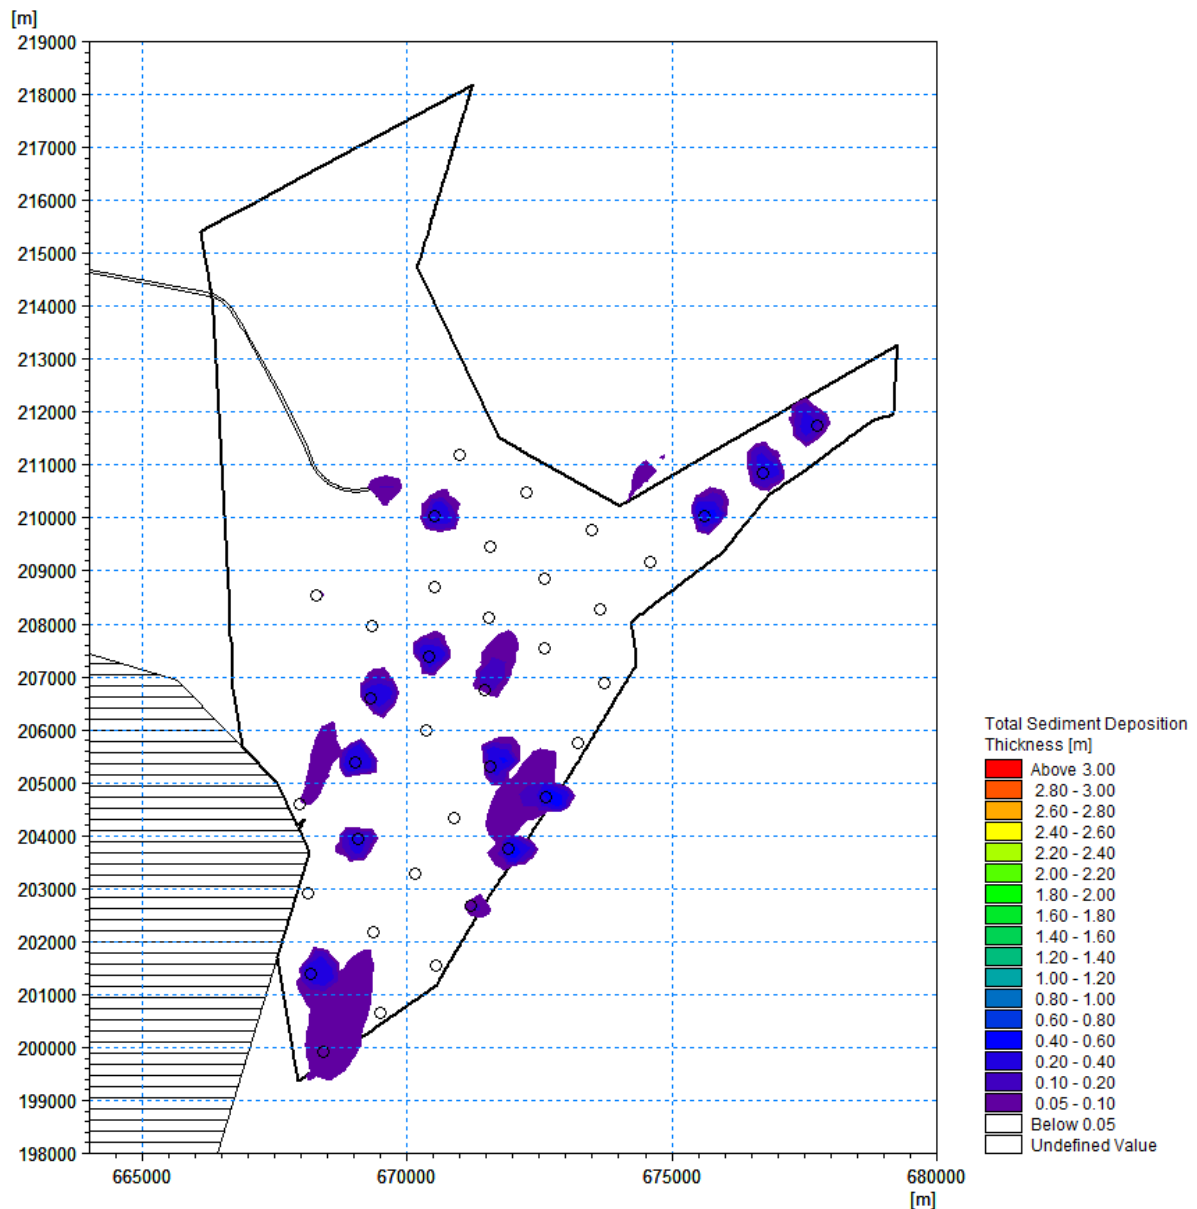 [m]
219000
218000
217000
216000
215000
214000
213000
212000
211000
210000
209000
208000
207000
206000
205000
204000
203000
202000
201000
200000
199000
198000
665000
670000
675000
680000
[m]
Total Sediment Deposition
Thickness [m]
Above 3.00
2.80 - 3.00
2.60 - 2.80
2.40 - 2.60
2.20 - 2.40
2.00 - 2.20
1.80 - 2.00
1.60 - 1.80
1.40 - 1.60
1.20 - 1.40
1.00 - 1.20
0.80 - 1.00
0.60 - 0.80
0.40 - 0.60
0.20 - 0.40
0.10 - 0.20
0.05 - 0.10
Below 0.05
Undefined Value